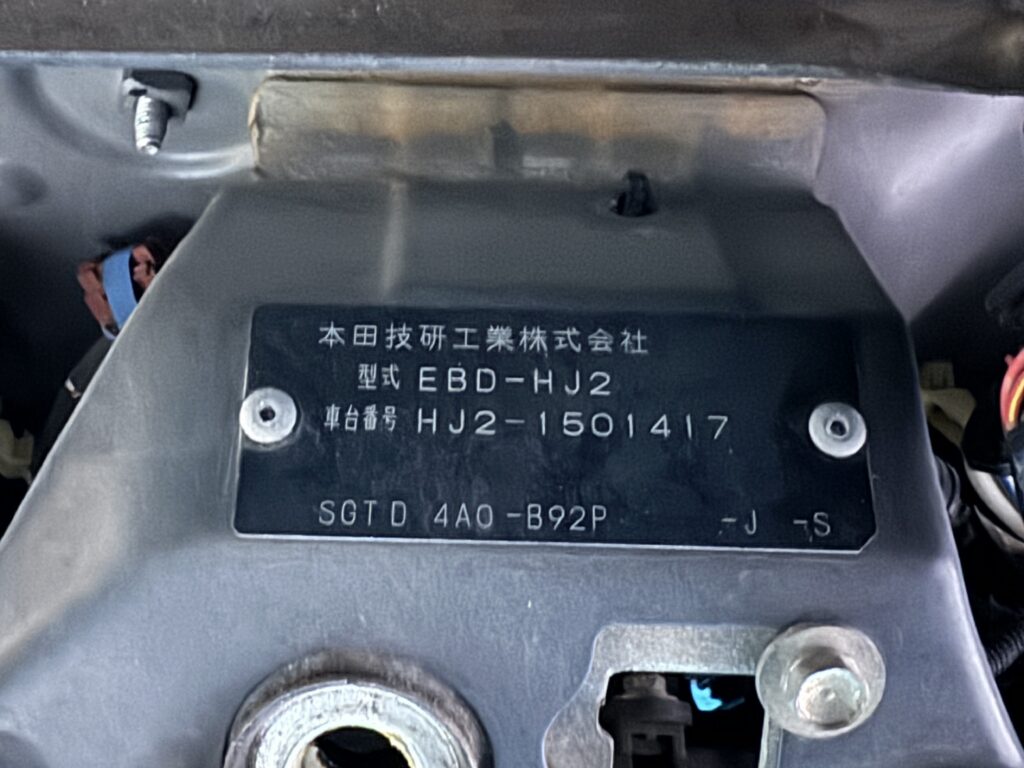 本田技研工業株式会社
型式 EBD-HJ2
車台番号 HJ2-1501417
SGTD 4A0-B92P -J -S